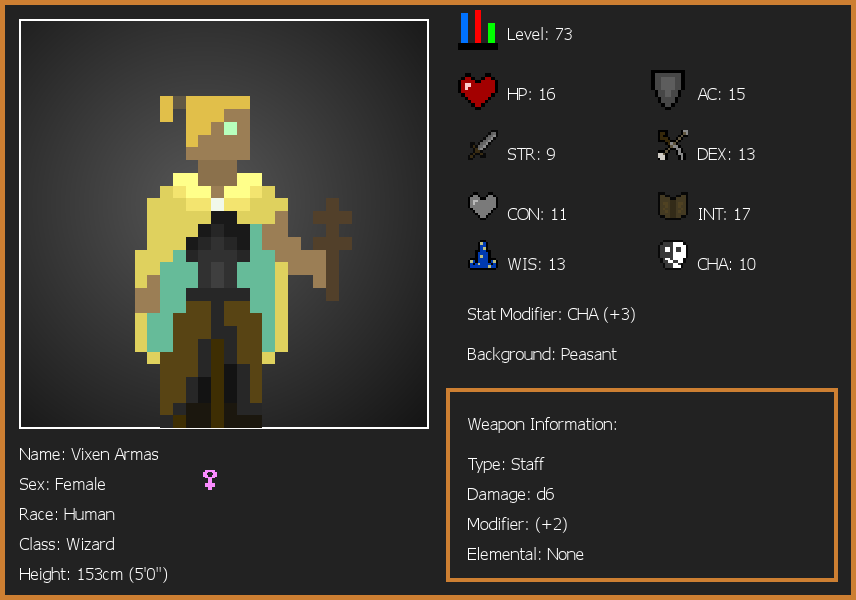 Level: 73
HP: 16
AC: 15
STR: 9
DEX: 13
CON: 11
INT: 17
WIS: 13
CHA: 10
Stat Modifier: CHA (+3)
Background: Peasant
Weapon Information:
Type: Staff
Damage: d6
Modifier: (+2)
Elemental: None
Name: Vixen Armas
Sex: Female
Race: Human
Class: Wizard
Height: 153cm (5'0")